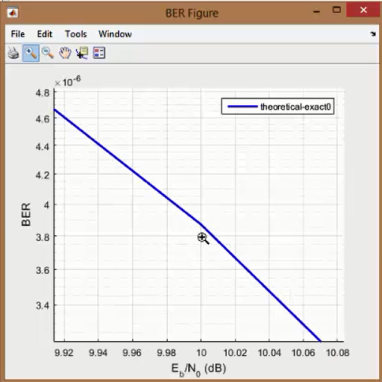 BER Figure
File Edit Tools Window
×10⁻⁶
theoretical-exact0
4.8
4.6
4.4
4.2
4
3.8
3.6
3.4
BER
9.92 9.94 9.96 9.98 10 10.02 10.04 10.06 10.08
E_b/N_0 (dB)